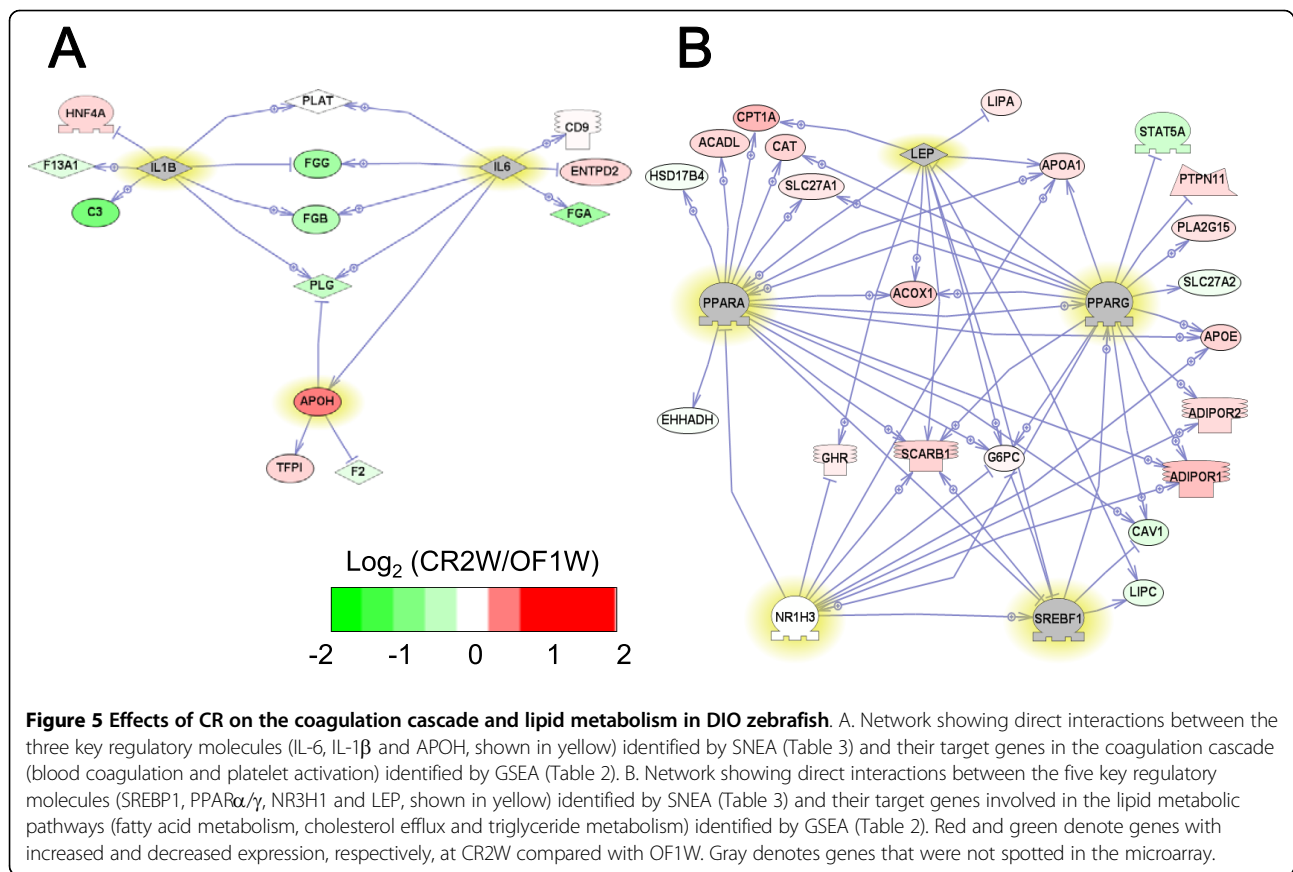 A
B
PLAT
HNF4A
CD9
F13A1
IL1B
FGG
IL6
ENTPD2
C3
FGB
FGA
PLG
APOH
TFPI
F2
Log2 (CR2W/OF1W)
-2 -1 0 1 2
LIPA
CPT1A
STAT5A
ACADL
CAT
LEP
APOA1
HSD17B4
SLC27A1
PTPN11
PLA2G15
SLC27A2
PPARA
ACOX1
PPARG
APOE
EHHADH
ADIPOR2
GHR
SCARB1
G6PC
ADIPOR1
CAV1
LIPC
NR1H3
SREBF1
Figure 5 Effects of CR on the coagulation cascade and lipid metabolism in DIO zebrafish. A. Network showing direct interactions between the
three key regulatory molecules (IL-6, IL-1β and APOH, shown in yellow) identified by SNEA (Table 3) and their target genes in the coagulation cascade
(blood coagulation and platelet activation) identified by GSEA (Table 2). B. Network showing direct interactions between the five key regulatory
molecules (SREBP1, PPARα/γ, NR3H1 and LEP, shown in yellow) identified by SNEA (Table 3) and their target genes involved in the lipid metabolic
pathways (fatty acid metabolism, cholesterol efflux and triglyceride metabolism) identified by GSEA (Table 2). Red and green denote genes with
increased and decreased expression, respectively, at CR2W compared with OF1W. Gray denotes genes that were not spotted in the microarray.